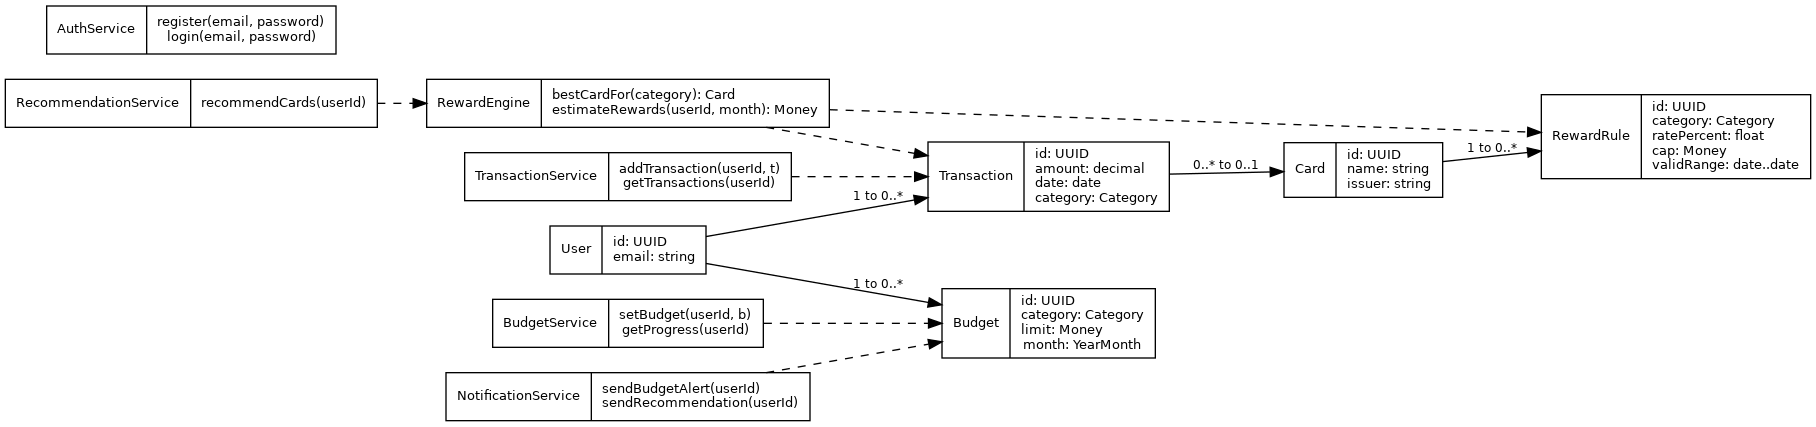 AuthService
register(email, password)
login(email, password)
RecommendationService
recommendCards(userId)
RewardEngine
bestCardFor(category): Card
estimateRewards(userId, month): Money
RewardRule
id: UUID
category: Category
ratePercent: float
cap: Money
validRange: date..date
TransactionService
addTransaction(userId, t)
getTransactions(userId)
Transaction
id: UUID
amount: decimal
date: date
category: Category
0..* to 0..1
Card
id: UUID
name: string
issuer: string
1 to 0..*
User
id: UUID
email: string
1 to 0..*
1 to 0..*
BudgetService
setBudget(userId, b)
getProgress(userId)
Budget
id: UUID
category: Category
limit: Money
month: YearMonth
NotificationService
sendBudgetAlert(userId)
sendRecommendation(userId)